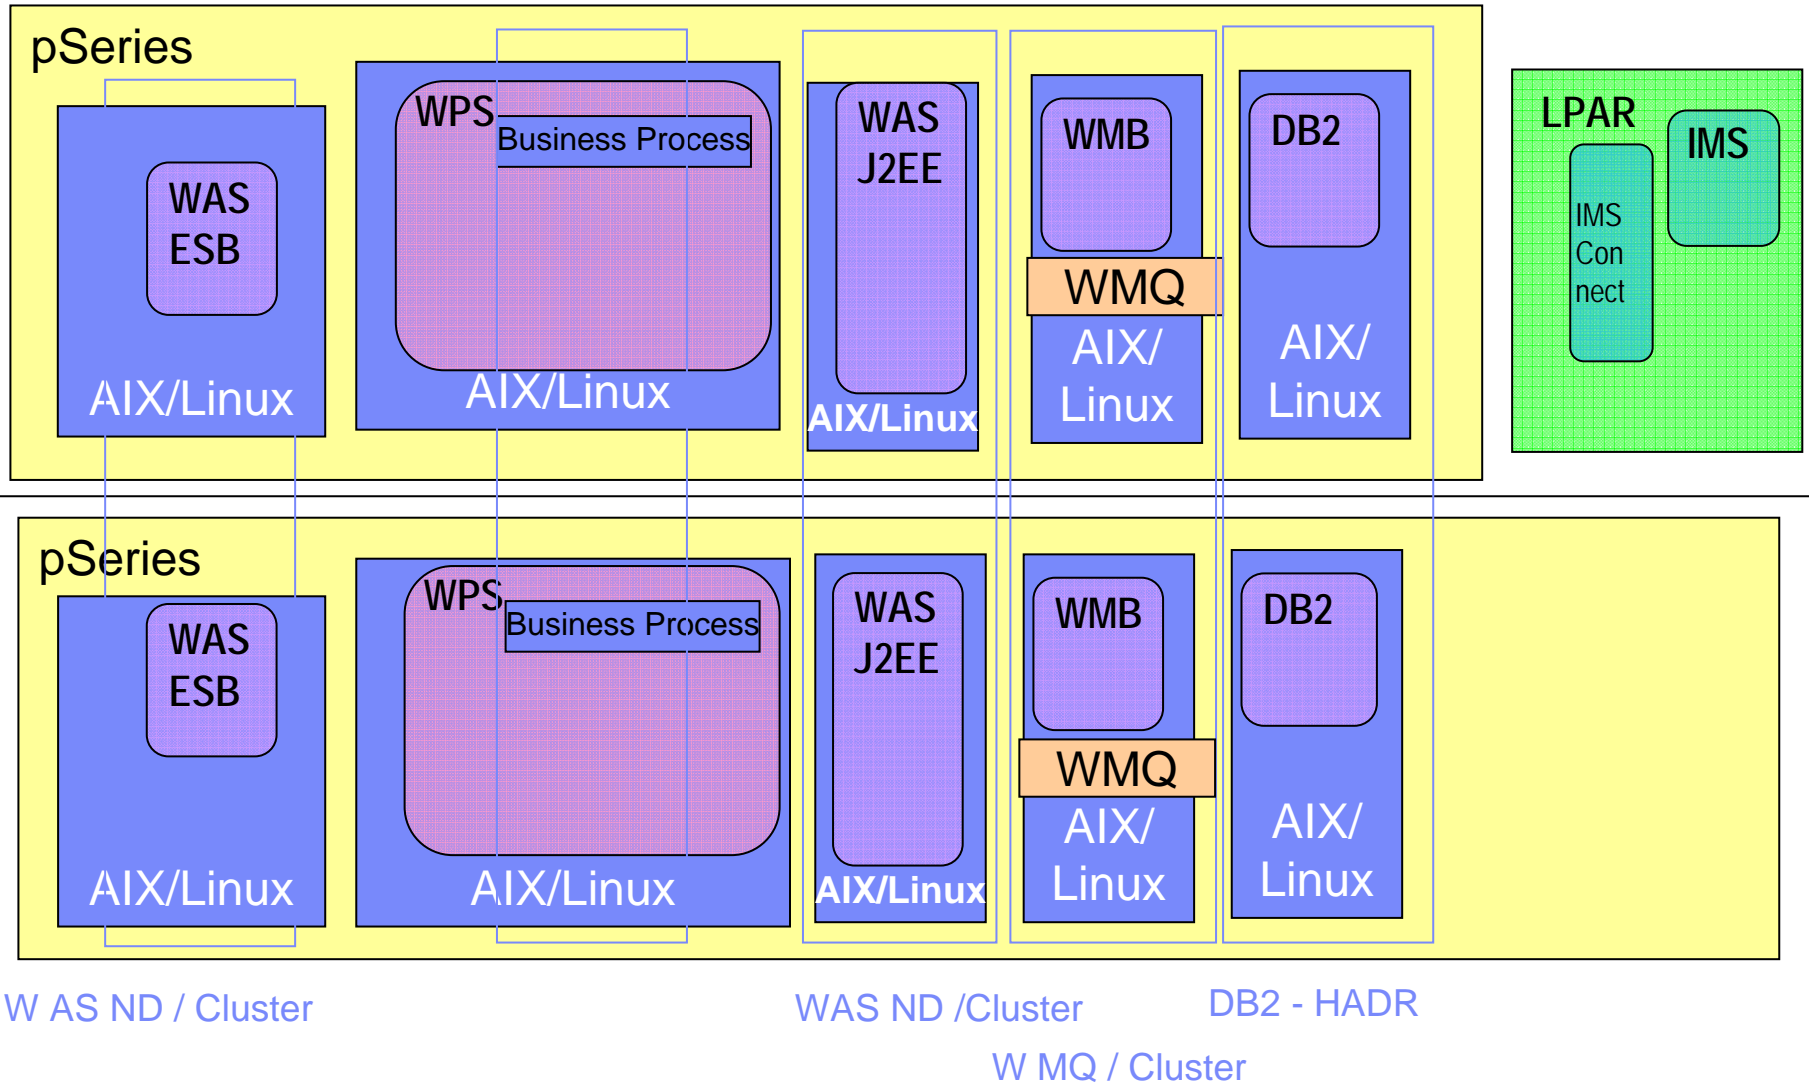 pSeries
WAS
ESB
AIX/Linux
WPS
Business Process
AIX/Linux
WAS
J2EE
AIX/Linux
WMB
WMQ
AIX/
Linux
DB2
AIX/
Linux
LPAR
IMS
IMS
Con
nect
pSeries
WAS
ESB
AIX/Linux
WPS
Business Process
AIX/Linux
WAS
J2EE
AIX/Linux
WMB
WMQ
AIX/
Linux
DB2
AIX/
Linux
W AS ND / Cluster
WAS ND /Cluster
DB2 - HADR
W MQ / Cluster